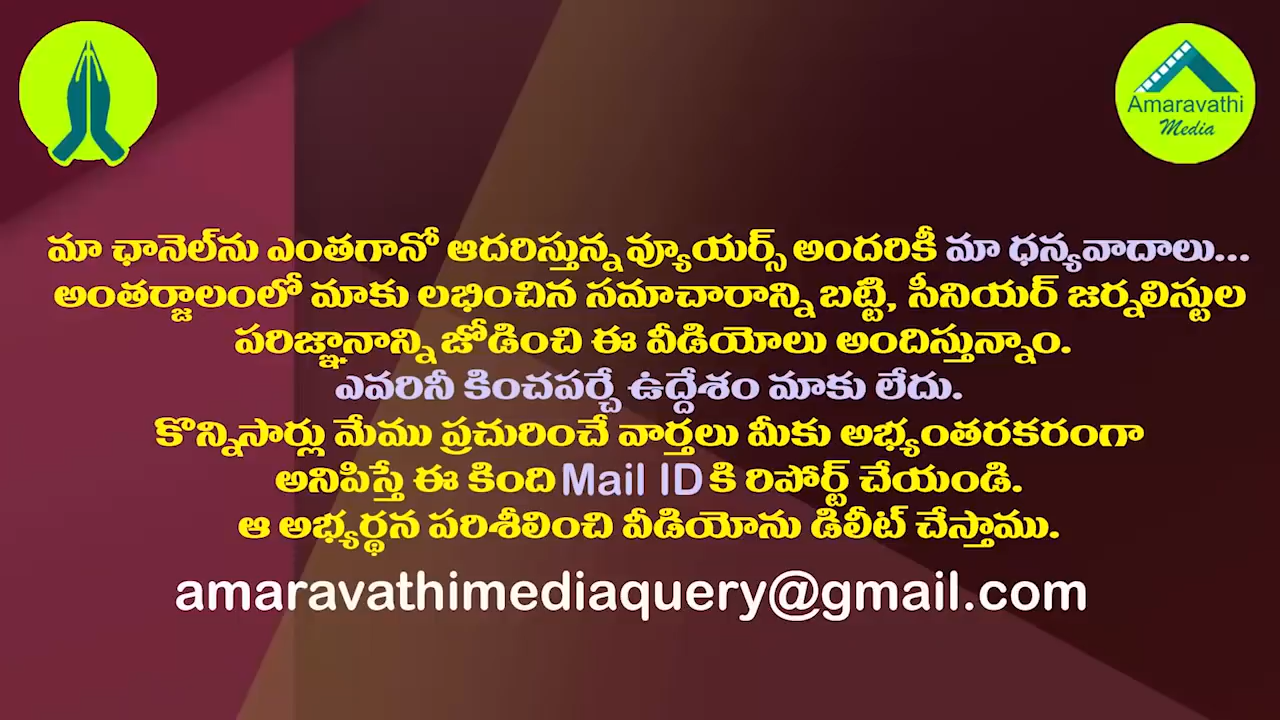 Amaravathi
Media
మా ఛానెల్‌ను ఎంతగానో ఆదరిస్తున్న వ్యూయర్స్ అందరికీ మా ధన్యవాదాలు...
అంతర్జాలంలో మాకు లభించిన సమాచారాన్ని బట్టి, సీనియర్ జర్నలిస్టుల
పరిజ్ఞానాన్ని జోడించి ఈ వీడియోలు అందిస్తున్నాం.
ఎవరినీ కించపర్చే ఉద్దేశం మాకు లేదు.
కొన్నిసార్లు మేము ప్రచురించే వార్తలు మీకు అభ్యంతరకరంగా
అనిపిస్తే ఈ కింది Mail ID కి రిపోర్ట్ చేయండి.
ఆ అభ్యర్థన పరిశీలించి వీడియోను డిలీట్ చేస్తాము.
amaravathimediaquery@gmail.com